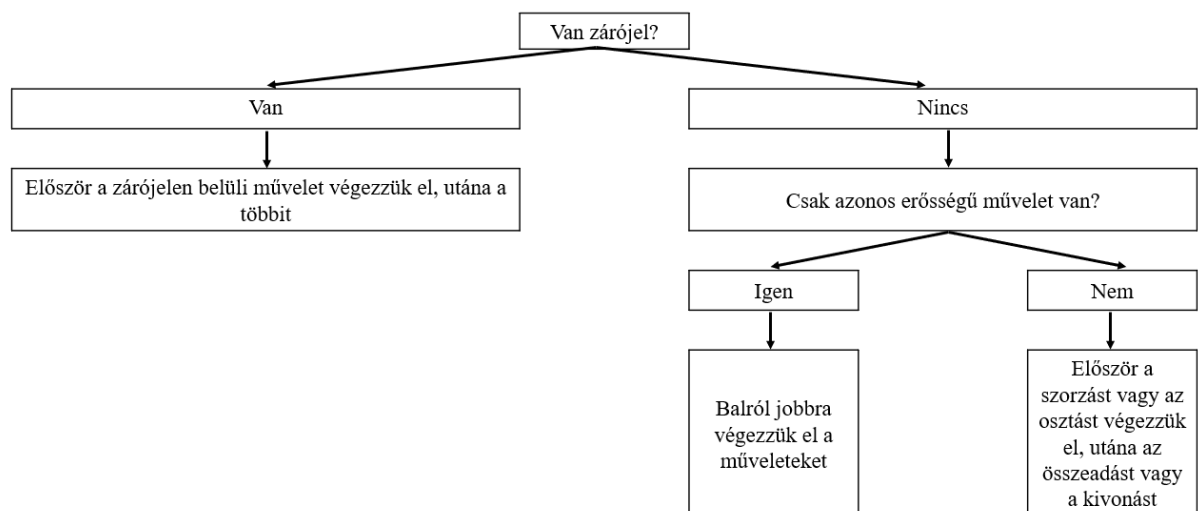 Van zárójel?
Van
Nincs
Először a zárójelen belüli művelet végezzük el, utána a
többit
Csak azonos erősségű művelet van?
Igen
Nem
Balról jobbra
végezzük el a
műveleteket
Először a
szorzást vagy az
osztást végezzük
el, utána az
összeadást vagy
a kivonást